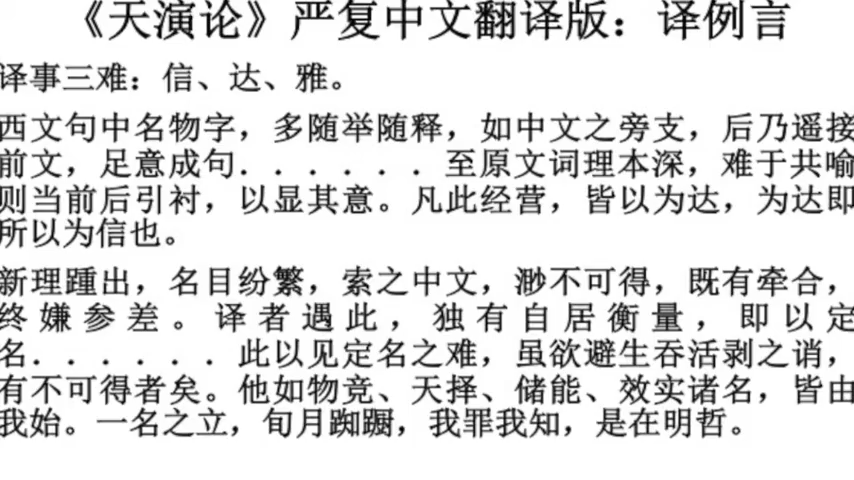 《天演论》严复中文翻译版：译例言
译事三难：信、达、雅。
西文句中名物字，多随举随释，如中文之旁支，后乃遥接
前文，足意成句．．．．．．至原文词理本深，难于共喻
则当前后引衬，以显其意。凡此经营，皆以为达，为达即
所以为信也。
新理踵出，名目纷繁，索之中文，渺不可得，既有牵合，
终嫌参差。译者遇此，独有自居衡量，即以定
名．．．．．．此以见定名之难，虽欲避生吞活剥之诮，
有不可得者矣。他如物竞、天择、储能、效实诸名，皆由
我始。一名之立，旬月踟蹰，我罪我知，是在明哲。